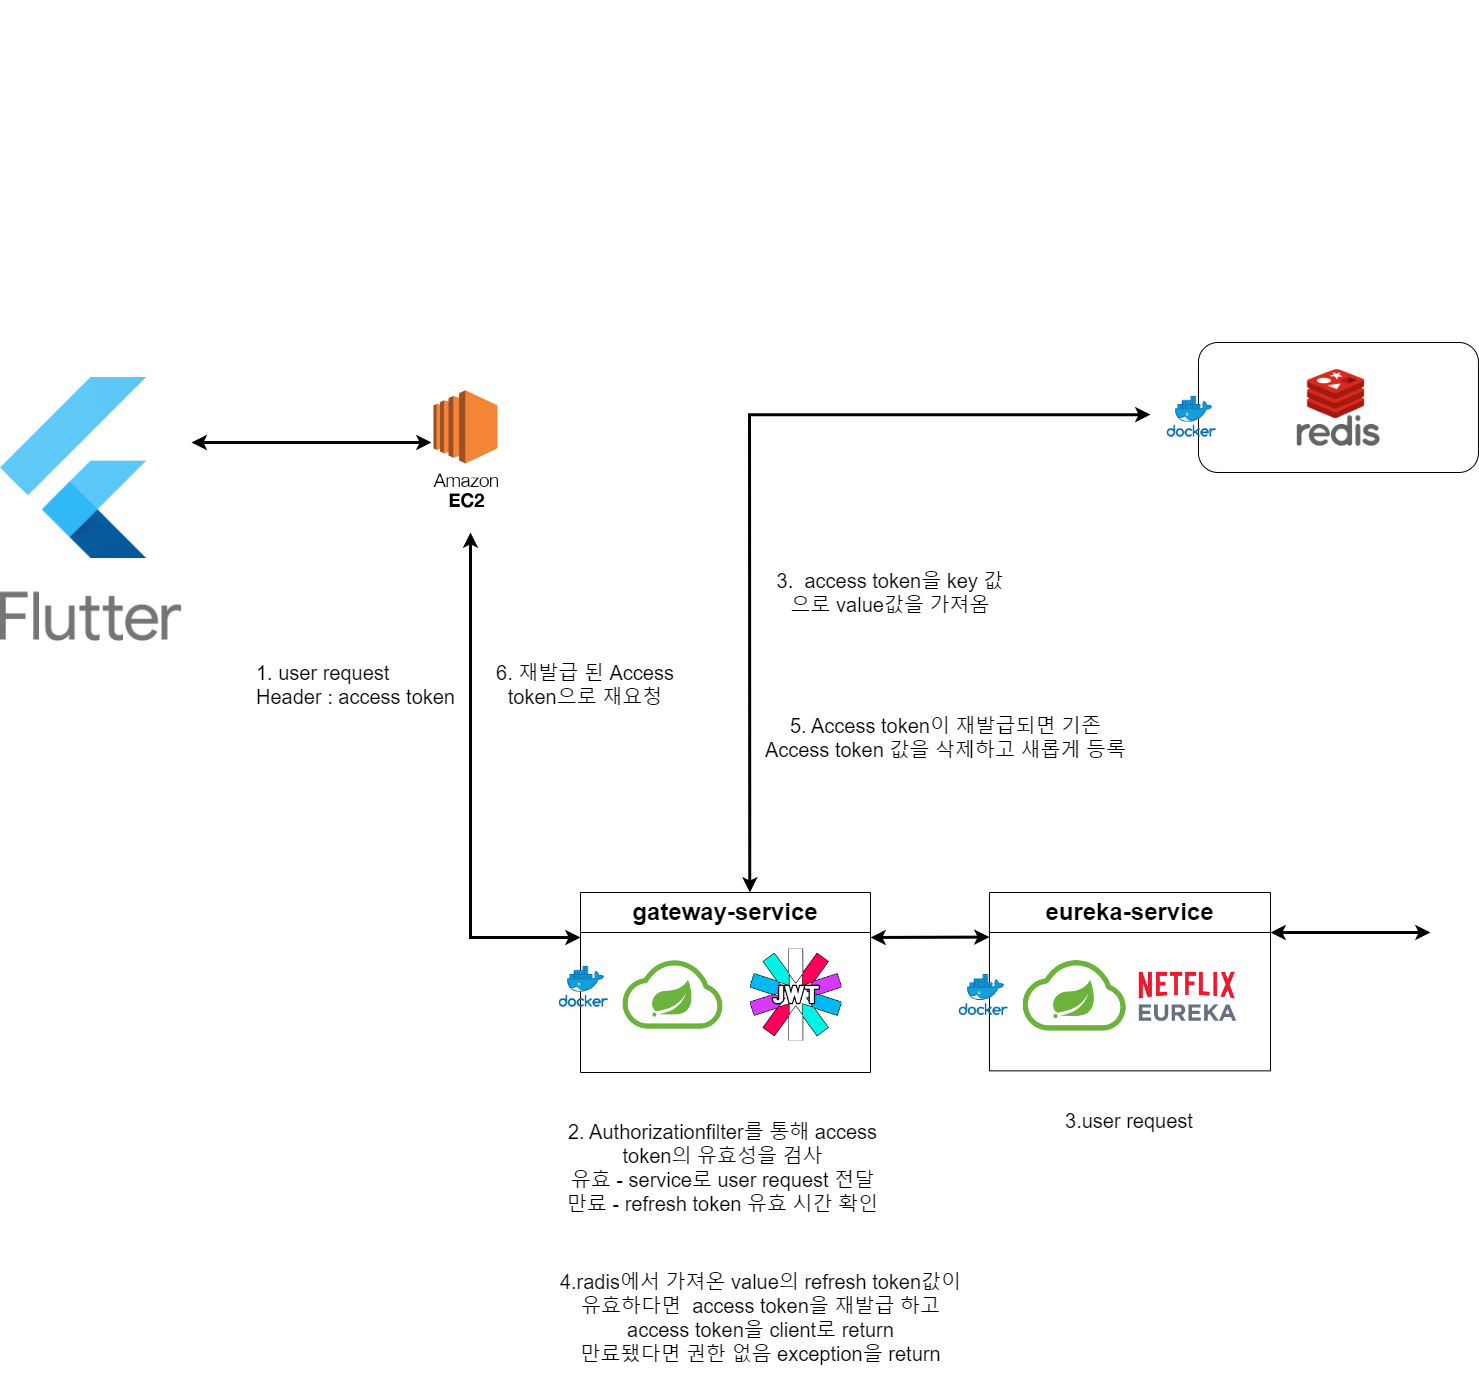 redis
docker
Amazon
EC2
Flutter
3.  access token을 key 값
으로 value값을 가져옴
1. user request
Header : access token
6. 재발급 된 Access
token으로 재요청
5. Access token이 재발급되면 기존
Access token 값을 삭제하고 새롭게 등록
gateway-service
docker
JWT
eureka-service
docker
NETFLIX
EUREKA
3.user request
2. Authorizationfilter를 통해 access
token의 유효성을 검사
유효 - service로 user request 전달
만료 - refresh token 유효 시간 확인
4.radis에서 가져온 value의 refresh token값이
유효하다면  access token을 재발급 하고
access token을 client로 return
만료됐다면 권한 없음 exception을 return